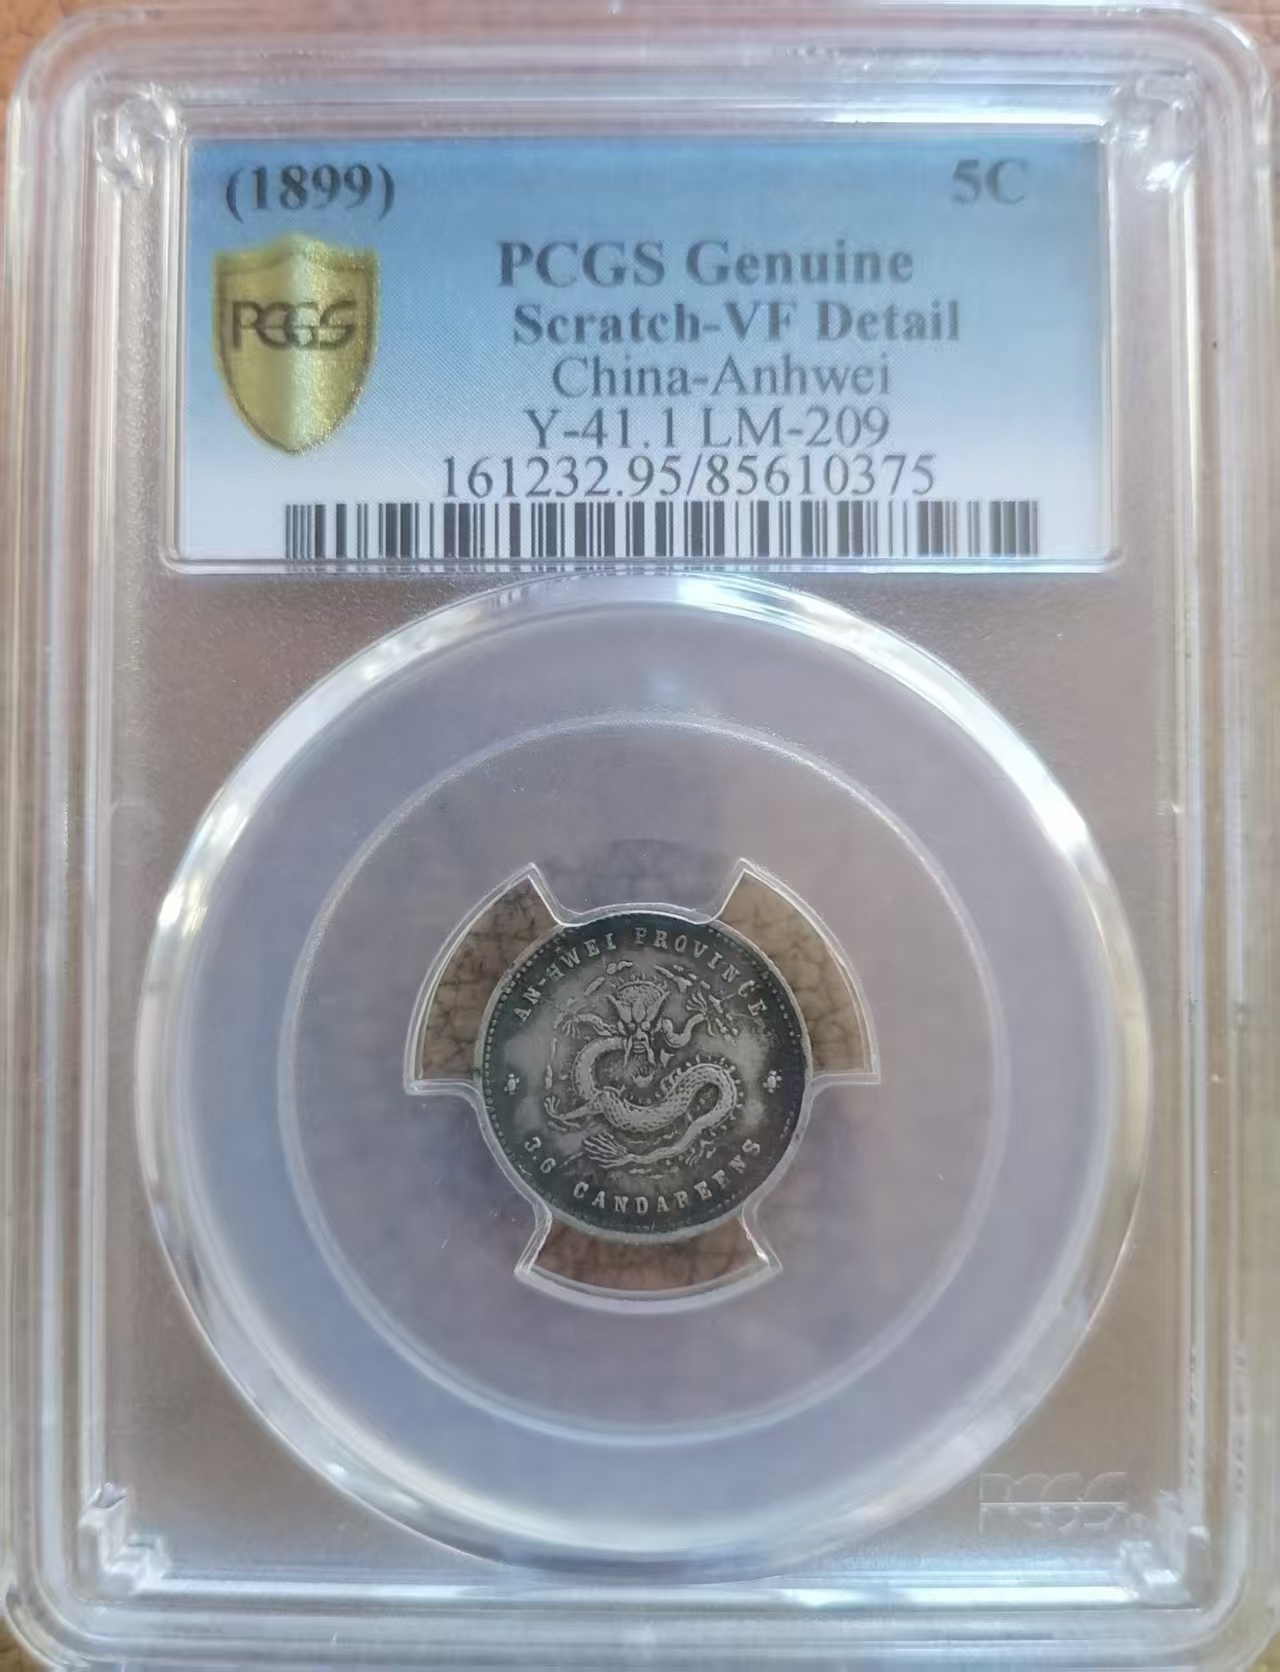 (1899) 5C
PCGS Genuine
PCGS
Scratch-VF Detail
China-Anhwei
Y-41.1 LM-209
161232.95/85610375
AN-HWEI PROVINCE
3.6 CANDAREENS
PCGS